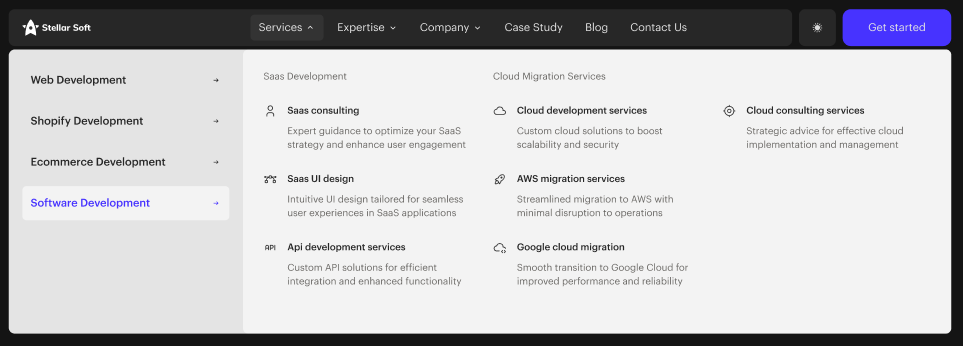 Stellar Soft
Services
Expertise
Company
Case Study
Blog
Contact Us
Get started
Web Development
Shopify Development
Ecommerce Development
Software Development
Saas Development
Saas consulting
Expert guidance to optimize your SaaS
strategy and enhance user engagement
Saas UI design
Intuitive UI design tailored for seamless
user experiences in SaaS applications
API
Api development services
Custom API solutions for efficient
integration and enhanced functionality
Cloud Migration Services
Cloud development services
Custom cloud solutions to boost
scalability and security
AWS migration services
Streamlined migration to AWS with
minimal disruption to operations
Google cloud migration
Smooth transition to Google Cloud for
improved performance and reliability
Cloud consulting services
Strategic advice for effective cloud
implementation and management